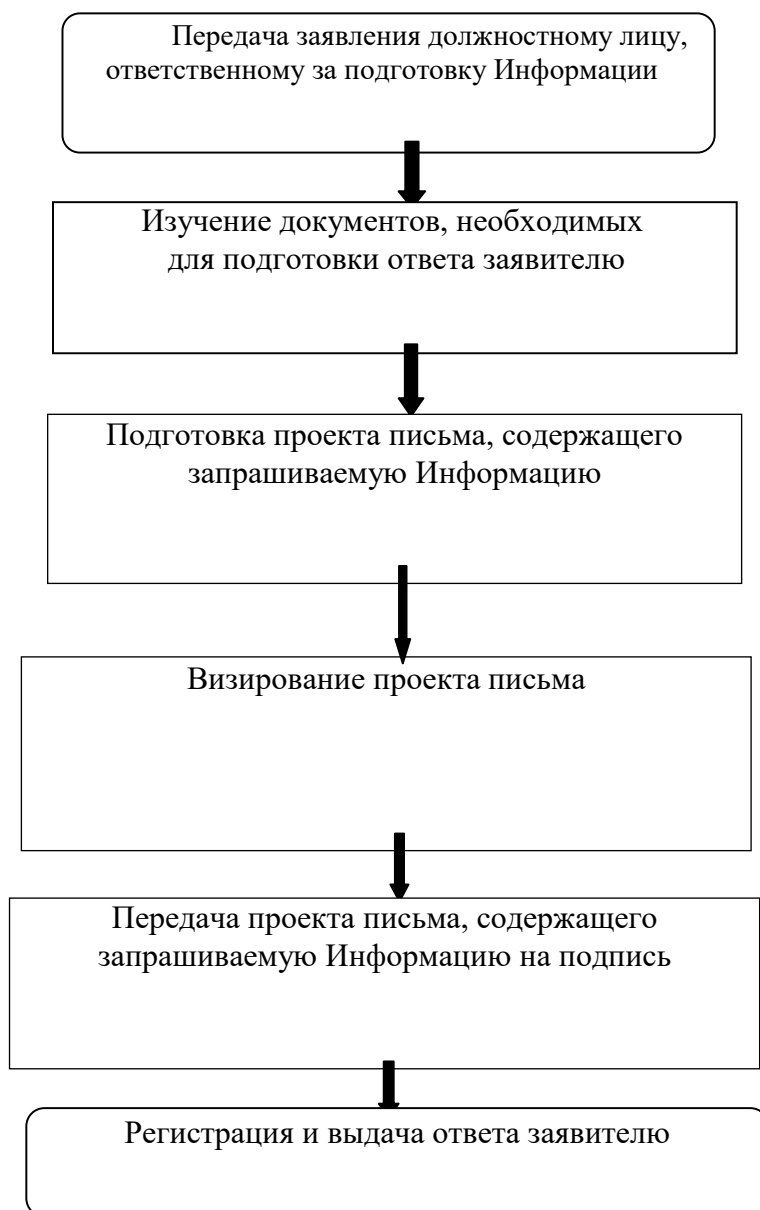 Передача заявления должностному лицу,
ответственному за подготовку Информации
Изучение документов, необходимых
для подготовки ответа заявителю
Подготовка проекта письма, содержащего
запрашиваемую Информацию
Визирование проекта письма
Передача проекта письма, содержащего
запрашиваемую Информацию на подпись
Регистрация и выдача ответа заявителю